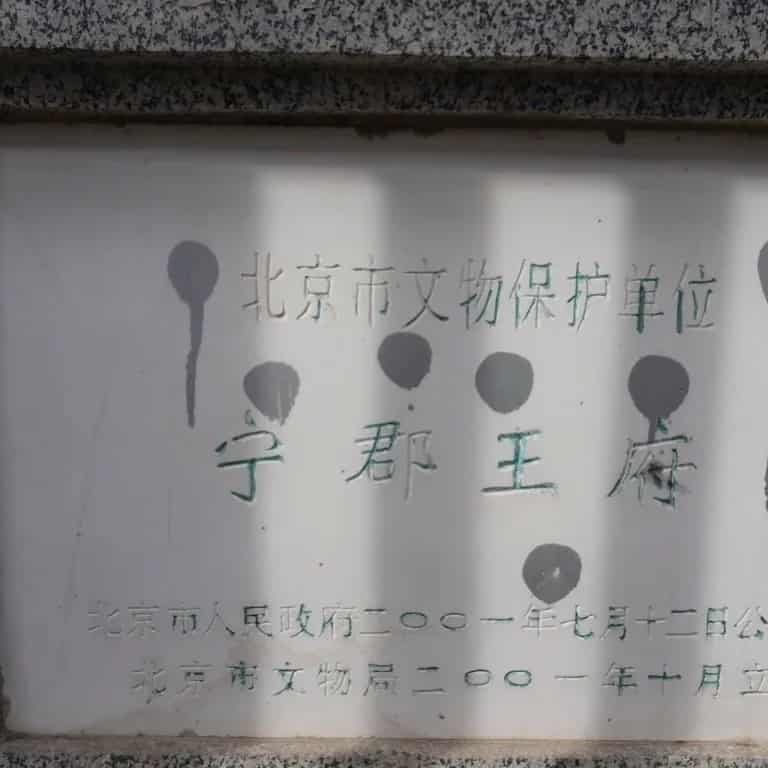 北京市文物保护单位
宁郡王府
北京市人民政府二〇〇一年七月十二日公
北京市文物局二〇〇一年十月立